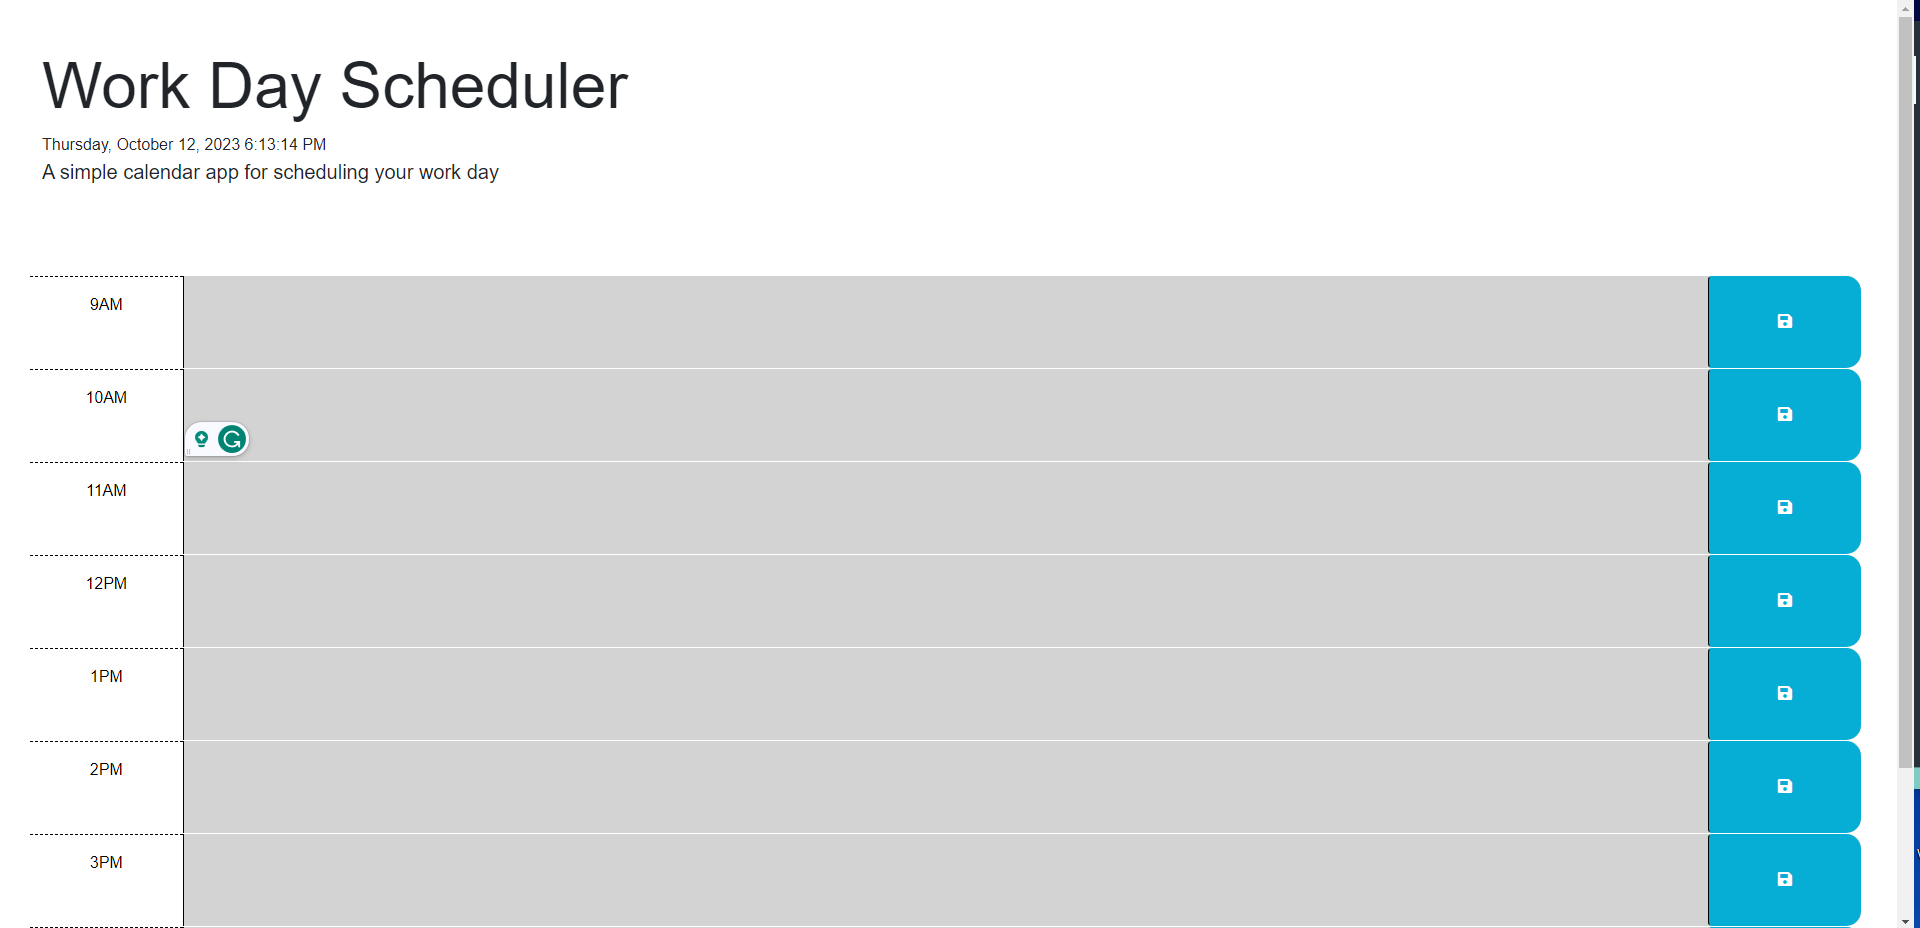 Work Day Scheduler
Thursday, October 12, 2023 6:13:14 PM
A simple calendar app for scheduling your work day
9AM
10AM
11AM
12PM
1PM
2PM
3PM